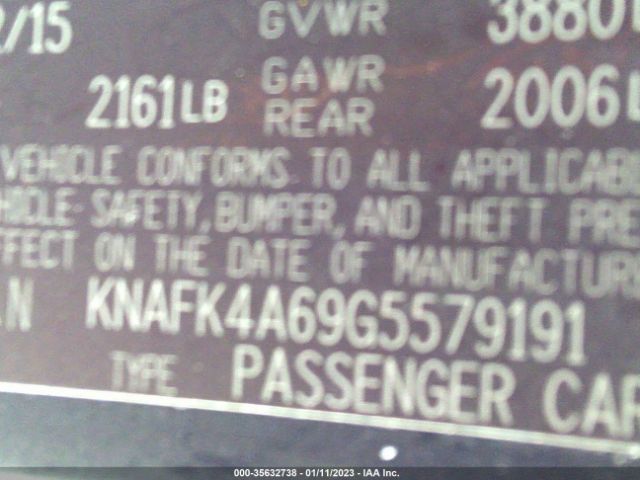 /15 GVWR 3880
2161LB GAWR REAR 2006
VEHICLE CONFORMS TO ALL APPLICAB
HICLE SAFETY, BUMPER, AND THEFT PRE
FFECT ON THE DATE OF MANUFACTUR
N KNAFK4A69G5579191
TYPE PASSENGER CAR
000-35632738 - 01/11/2023 - IAA Inc.